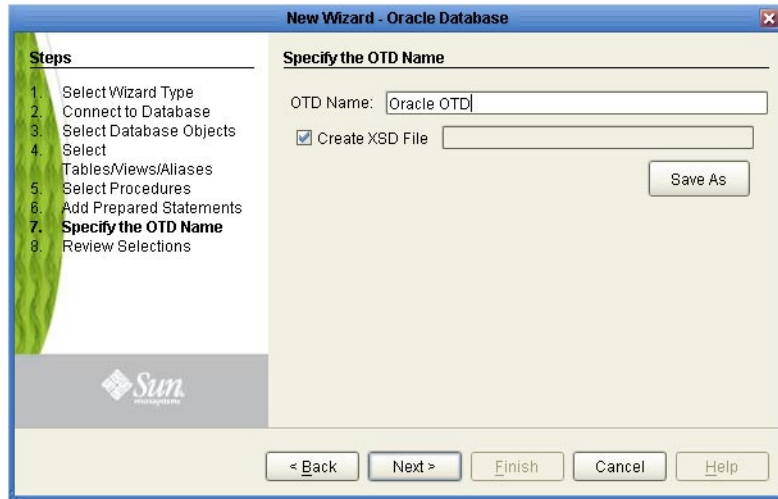 New Wizard - Oracle Database
Steps
1. Select Wizard Type
2. Connect to Database
3. Select Database Objects
4. Select
Tables/Views/Aliases
5. Select Procedures
6. Add Prepared Statements
7. Specify the OTD Name
8. Review Selections
Sun
microsystems
Specify the OTD Name
OTD Name: Oracle OTD
Create XSD File
Save As
< Back
Next >
Finish
Cancel
Help